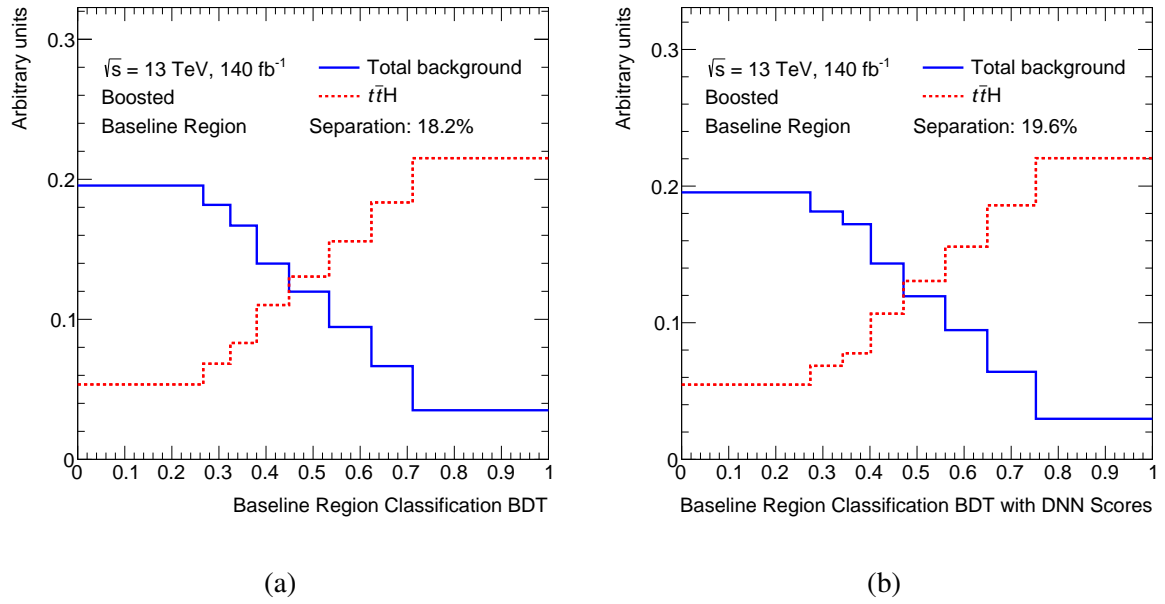 Arbitrary units
0.3
0.2
0.1
0
√s = 13 TeV, 140 fb⁻¹
Boosted
Baseline Region
Total background
tt̄H
Separation: 18.2%
0 0.1 0.2 0.3 0.4 0.5 0.6 0.7 0.8 0.9 1
Baseline Region Classification BDT
(a)
Arbitrary units
0.3
0.2
0.1
0
√s = 13 TeV, 140 fb⁻¹
Boosted
Baseline Region
Total background
tt̄H
Separation: 19.6%
0 0.1 0.2 0.3 0.4 0.5 0.6 0.7 0.8 0.9 1
Baseline Region Classification BDT with DNN Scores
(b)